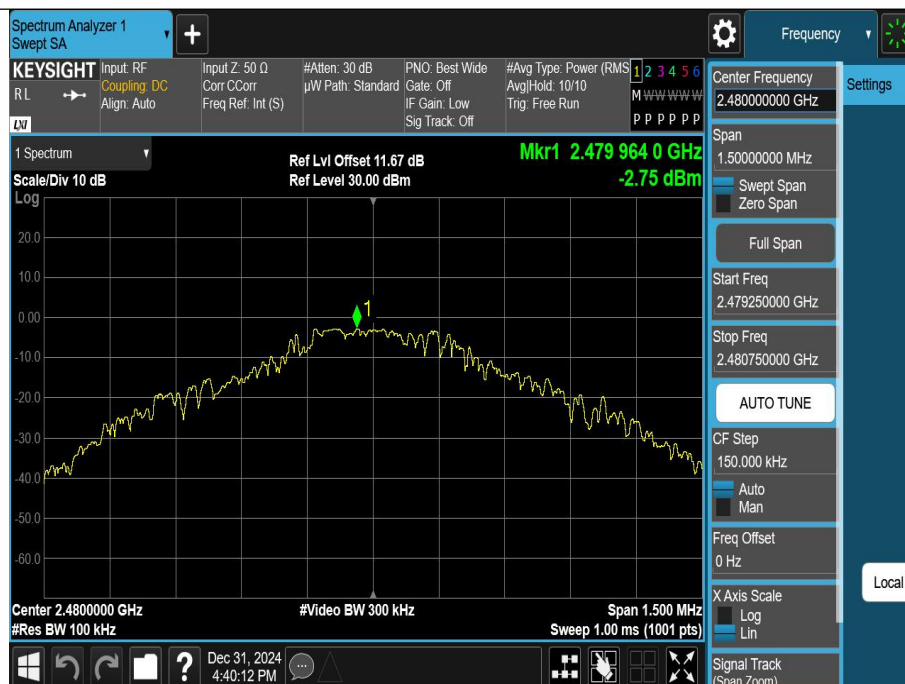 Spectrum Analyzer 1
Swept SA
+
Frequency
KEYSIGHT
RL
LXI
Input: RF
Coupling: DC
Align: Auto
Input Z: 50 Ω
Corr CCorr
Freq Ref: Int (S)
#Atten: 30 dB
µW Path: Standard
PNO: Best Wide
Gate: Off
IF Gain: Low
Sig Track: Off
#Avg Type: Power (RMS
Avg|Hold: 10/10
Trig: Free Run
1 2 3 4 5 6
M W W W W W
P P P P P P
Center Frequency
2.480000000 GHz
Settings
Span
1.50000000 MHz
Swept Span
Zero Span
Full Span
Start Freq
2.479250000 GHz
Stop Freq
2.480750000 GHz
AUTO TUNE
CF Step
150.000 kHz
Auto
Man
Freq Offset
0 Hz
X Axis Scale
Log
Lin
Signal Track
(Span Zoom)
Local
1 Spectrum
Scale/Div 10 dB
Log
Ref Lvl Offset 11.67 dB
Ref Level 30.00 dBm
Mkr1 2.479 964 0 GHz
-2.75 dBm
20.0
10.0
0.00
-10.0
-20.0
-30.0
-40.0
-50.0
-60.0
1
Center 2.4800000 GHz
#Res BW 100 kHz
#Video BW 300 kHz
Span 1.500 MHz
Sweep 1.00 ms (1001 pts)
?
Dec 31, 2024
4:40:12 PM